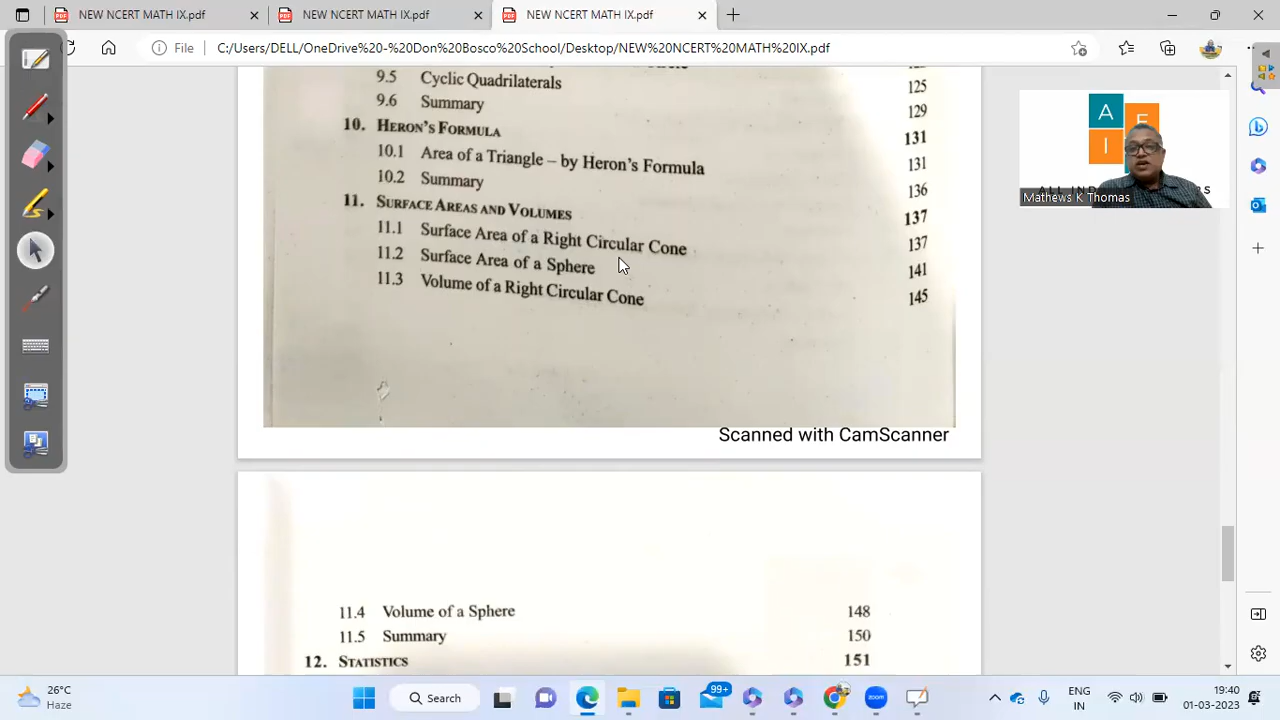 NEW NCERT MATH IX.pdf
NEW NCERT MATH IX.pdf
NEW NCERT MATH IX.pdf
File
C:/Users/DELL/OneDrive%20-%20Don%20Bosco%20School/Desktop/NEW%20NCERT%20MATH%20IX.pdf
9.5 Cyclic Quadrilaterals 125
9.6 Summary 129
10. HERON'S FORMULA 131
10.1 Area of a Triangle – by Heron's Formula 131
10.2 Summary 136
11. SURFACE AREAS AND VOLUMES 137
11.1 Surface Area of a Right Circular Cone 137
11.2 Surface Area of a Sphere 141
11.3 Volume of a Right Circular Cone 145
Scanned with CamScanner
11.4 Volume of a Sphere 148
11.5 Summary 150
12. STATISTICS 151
A
I
Mathews K Thomas
26°C
Haze
Search
99+
zoom
ENG
IN
19:40
01-03-2023